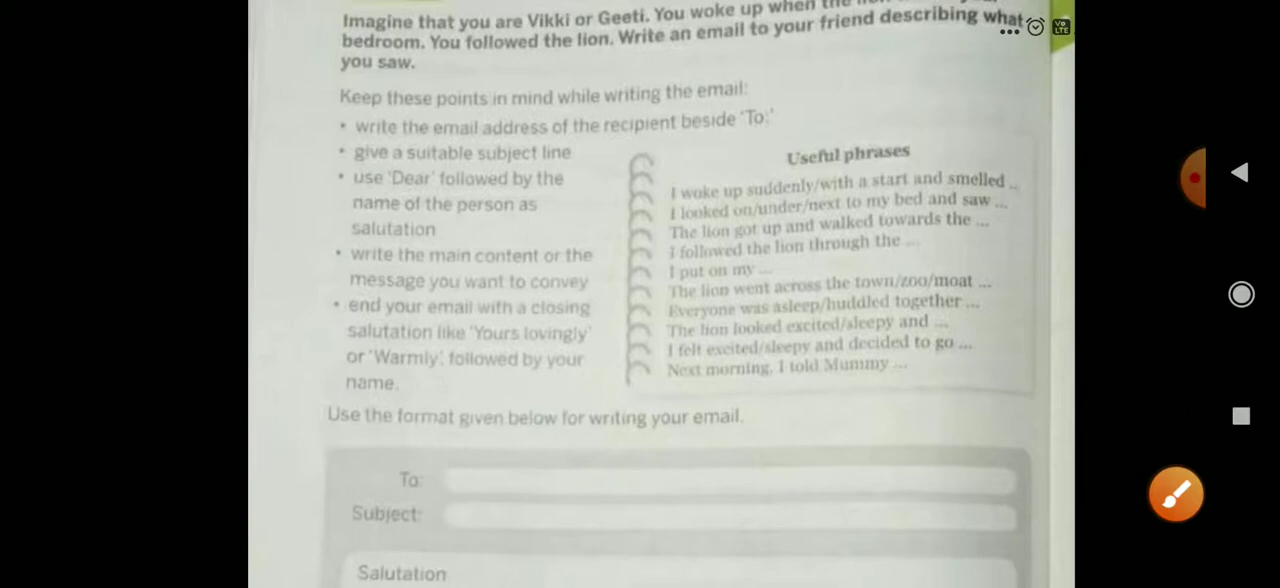 Imagine that you are Vikki or Geeti. You woke up when the
bedroom. You followed the lion. Write an email to your friend describing what
you saw.
Keep these points in mind while writing the email:
• write the email address of the recipient beside 'To:'
• give a suitable subject line
• use 'Dear' followed by the
name of the person as
salutation
• write the main content or the
message you want to convey
• end your email with a closing
salutation like 'Yours lovingly'
or 'Warmly', followed by your
name.
Useful phrases
I woke up suddenly/with a start and smelled ...
I looked on/under/next to my bed and saw ...
The lion got up and walked towards the ...
I followed the lion through the ...
I put on my ...
The lion went across the town/zoo/moat ...
Everyone was asleep/huddled together ...
The lion looked excited/sleepy and ...
I felt excited/sleepy and decided to go ...
Next morning, I told Mummy ...
Use the format given below for writing your email.
To:
Subject:
Salutation
Vo
LTE